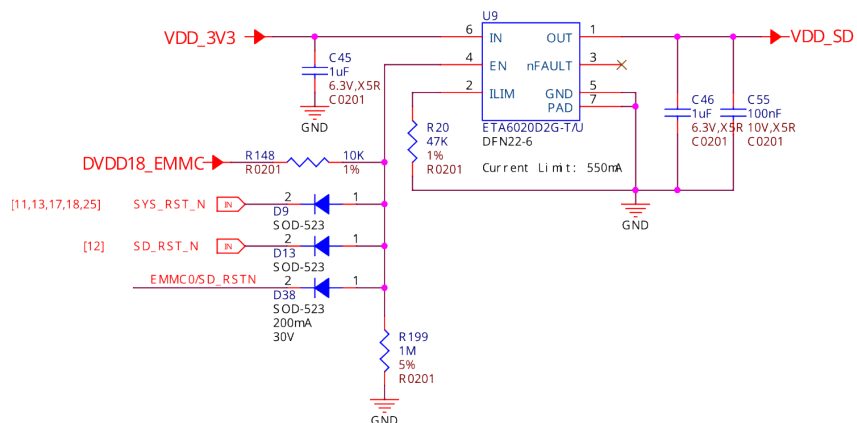 U9
VDD_3V3
6 IN OUT 1
VDD_SD
4 EN nFAULT 3
2 ILIM GND 5
PAD 7
C45
1uF
6.3V,X5R
C0201
GND
ETA6020D2G-T/U
DFN22-6
Current Limit: 550mA
R20
47K
1%
R0201
C46
1uF
6.3V,X5R
C0201
C55
100nF
10V,X5R
C0201
GND
DVDD18_EMMC
R148 10K
R0201 1%
[11,13,17,18,25] SYS_RST_N IN 2 1
D9
SOD-523
[12] SD_RST_N IN 2 1
D13
SOD-523
EMMC0/SD_RSTN 2 1
D38
SOD-523
200mA
30V
R199
1M
5%
R0201
GND